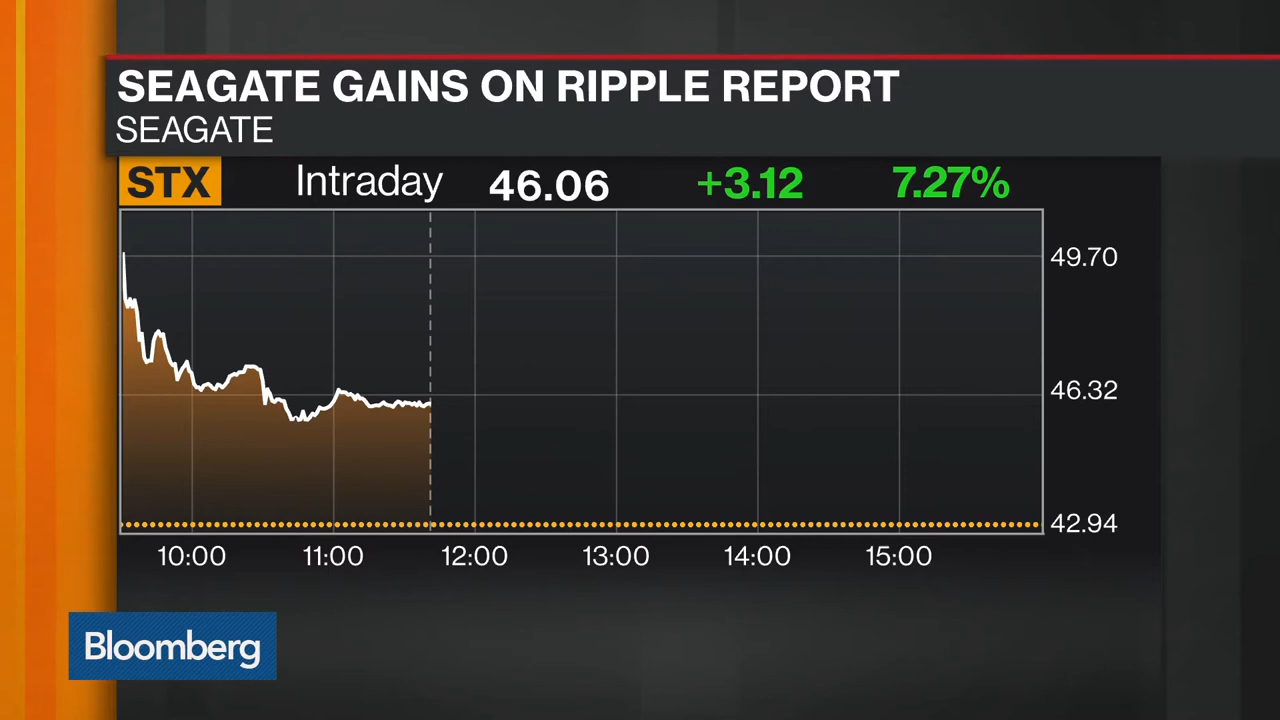 SEAGATE GAINS ON RIPPLE REPORT
SEAGATE
STX Intraday 46.06 +3.12 7.27%
49.70
46.32
42.94
10:00 11:00 12:00 13:00 14:00 15:00
Bloomberg